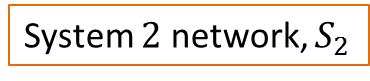 System 2 network, S₂